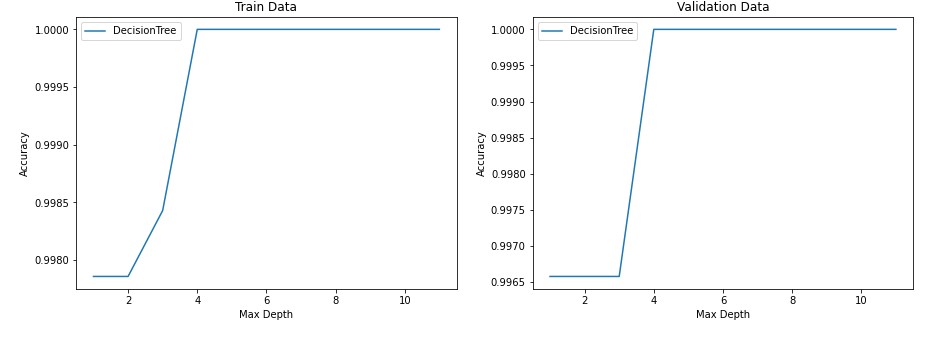 Train Data
DecisionTree
1.0000
0.9995
0.9990
0.9985
0.9980
Accuracy
2 4 6 8 10
Max Depth
Validation Data
DecisionTree
1.0000
0.9995
0.9990
0.9985
0.9980
0.9975
0.9970
0.9965
Accuracy
2 4 6 8 10
Max Depth